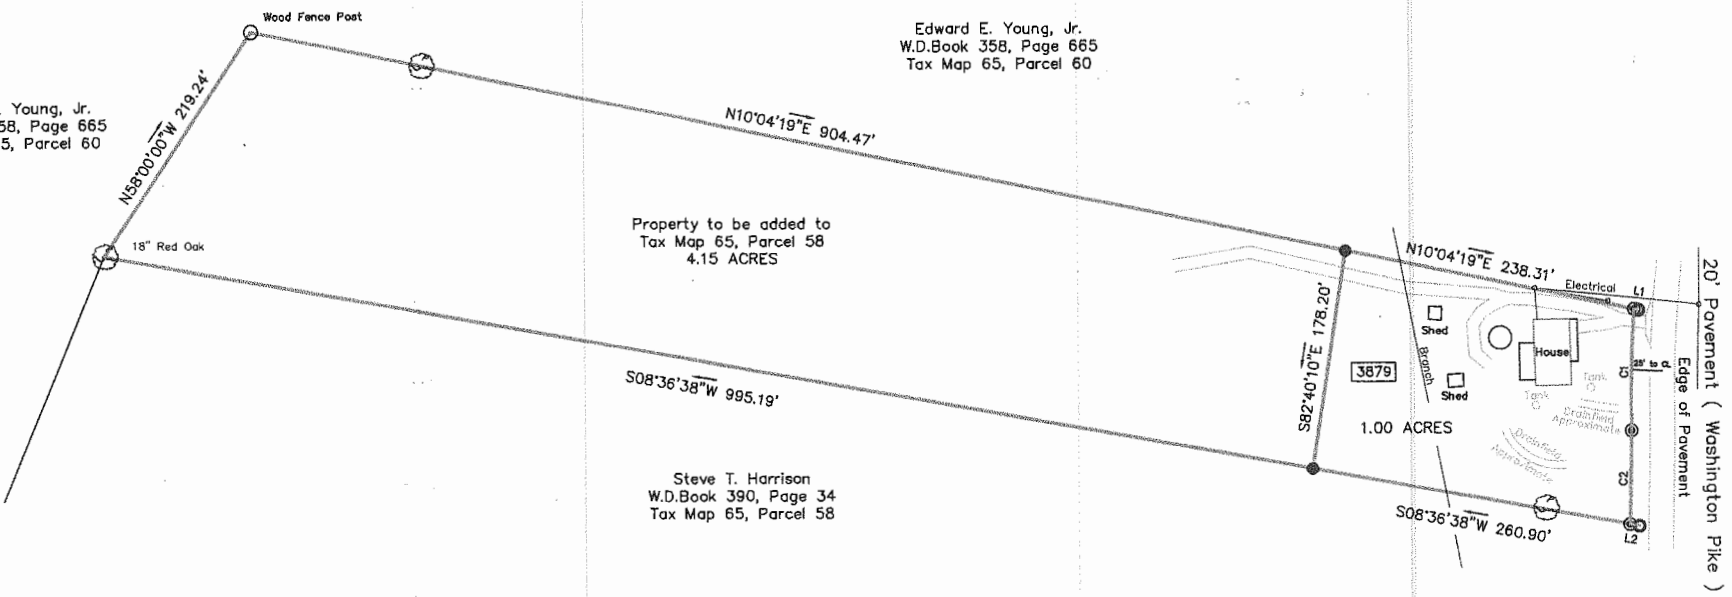 Wood Fence Post
Edward E. Young, Jr.
W.D.Book 358, Page 665
Tax Map 65, Parcel 60
. Young, Jr.
58, Page 665
5, Parcel 60
N58°00'00"W 219.24'
N10°04'19"E 904.47'
18" Red Oak
Property to be added to
Tax Map 65, Parcel 58
4.15 ACRES
N10°04'19"E 238.31'
Electrical
L1
S82°40'10"E 178.20'
Shed
House
Branch
3879
Shed
C1
25' to CL
Tank
Tank
Drainfield
Approximate
Drainfield
Approximate
1.00 ACRES
C2
S08°36'38"W 995.19'
S08°36'38"W 260.90'
L2
Steve T. Harrison
W.D.Book 390, Page 34
Tax Map 65, Parcel 58
Edge of Pavement
20' Pavement ( Washington Pike )